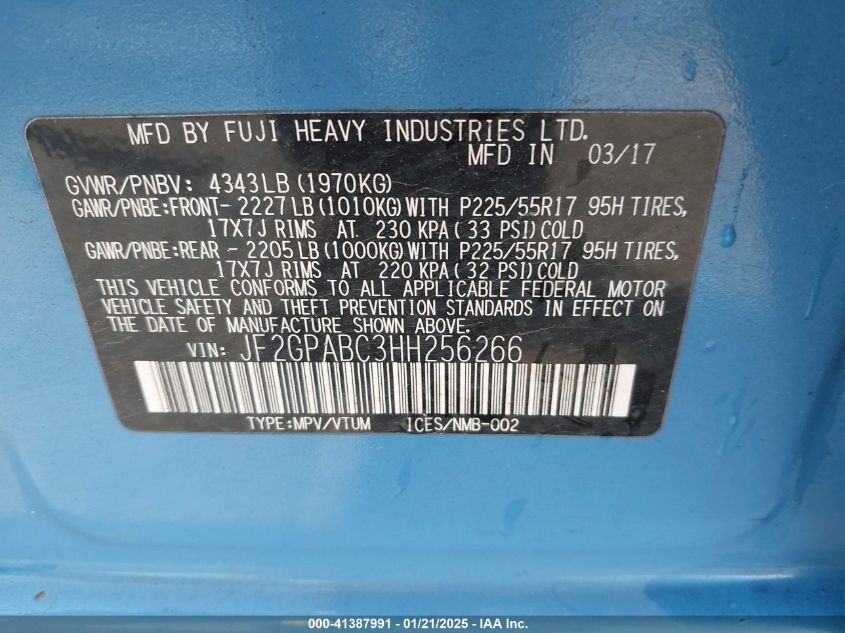 MFD BY FUJI HEAVY INDUSTRIES LTD.
MFD IN 03/17
GVWR/PNBV: 4343LB(1970KG)
GAWR/PNBE:FRONT- 2227LB(1010KG)WITH P225/55R17 95H TIRES,
17X7J RIMS AT 230 KPA(33 PSI)COLD
GAWR/PNBE:REAR - 2205LB(1000KG)WITH P225/55R17 95H TIRES,
17X7J RIMS AT 220 KPA(32 PSI)COLD
THIS VEHICLE CONFORMS TO ALL APPLICABLE FEDERAL MOTOR
VEHICLE SAFETY AND THEFT PREVENTION STANDARDS IN EFFECT ON
THE DATE OF MANUFACTURE SHOWN ABOVE.
VIN: JF2GPABC3HH256266
TYPE:MPV/VTUM ICES/NMB-002
000-41387991 - 01/21/2025 - IAA Inc.